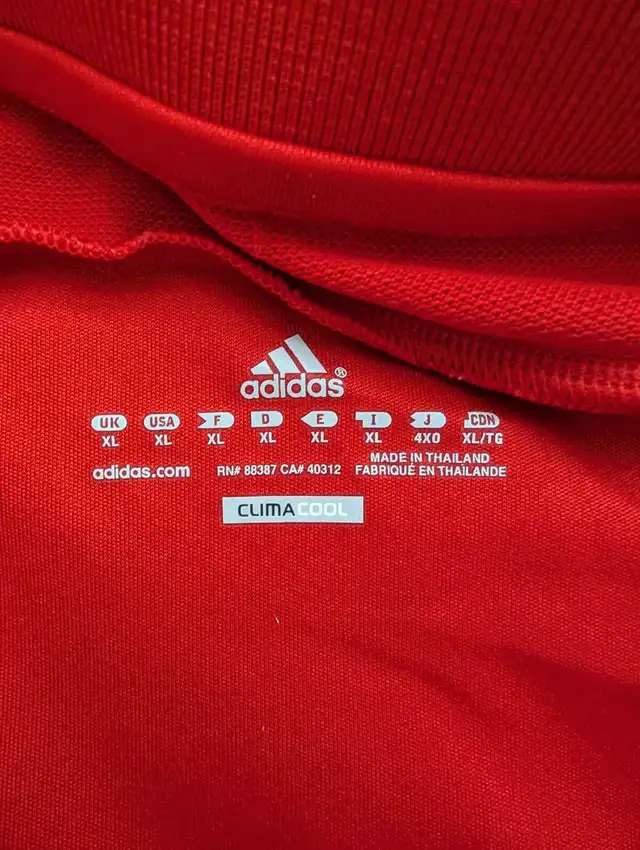 adidas®
UK USA F D E I J CDN
XL XL XL XL XL XL 4XO XL/TG
adidas.com RN# 88387 CA# 40312 MADE IN THAILAND
FABRIQUÉ EN THAÏLANDE
CLIMACOOL